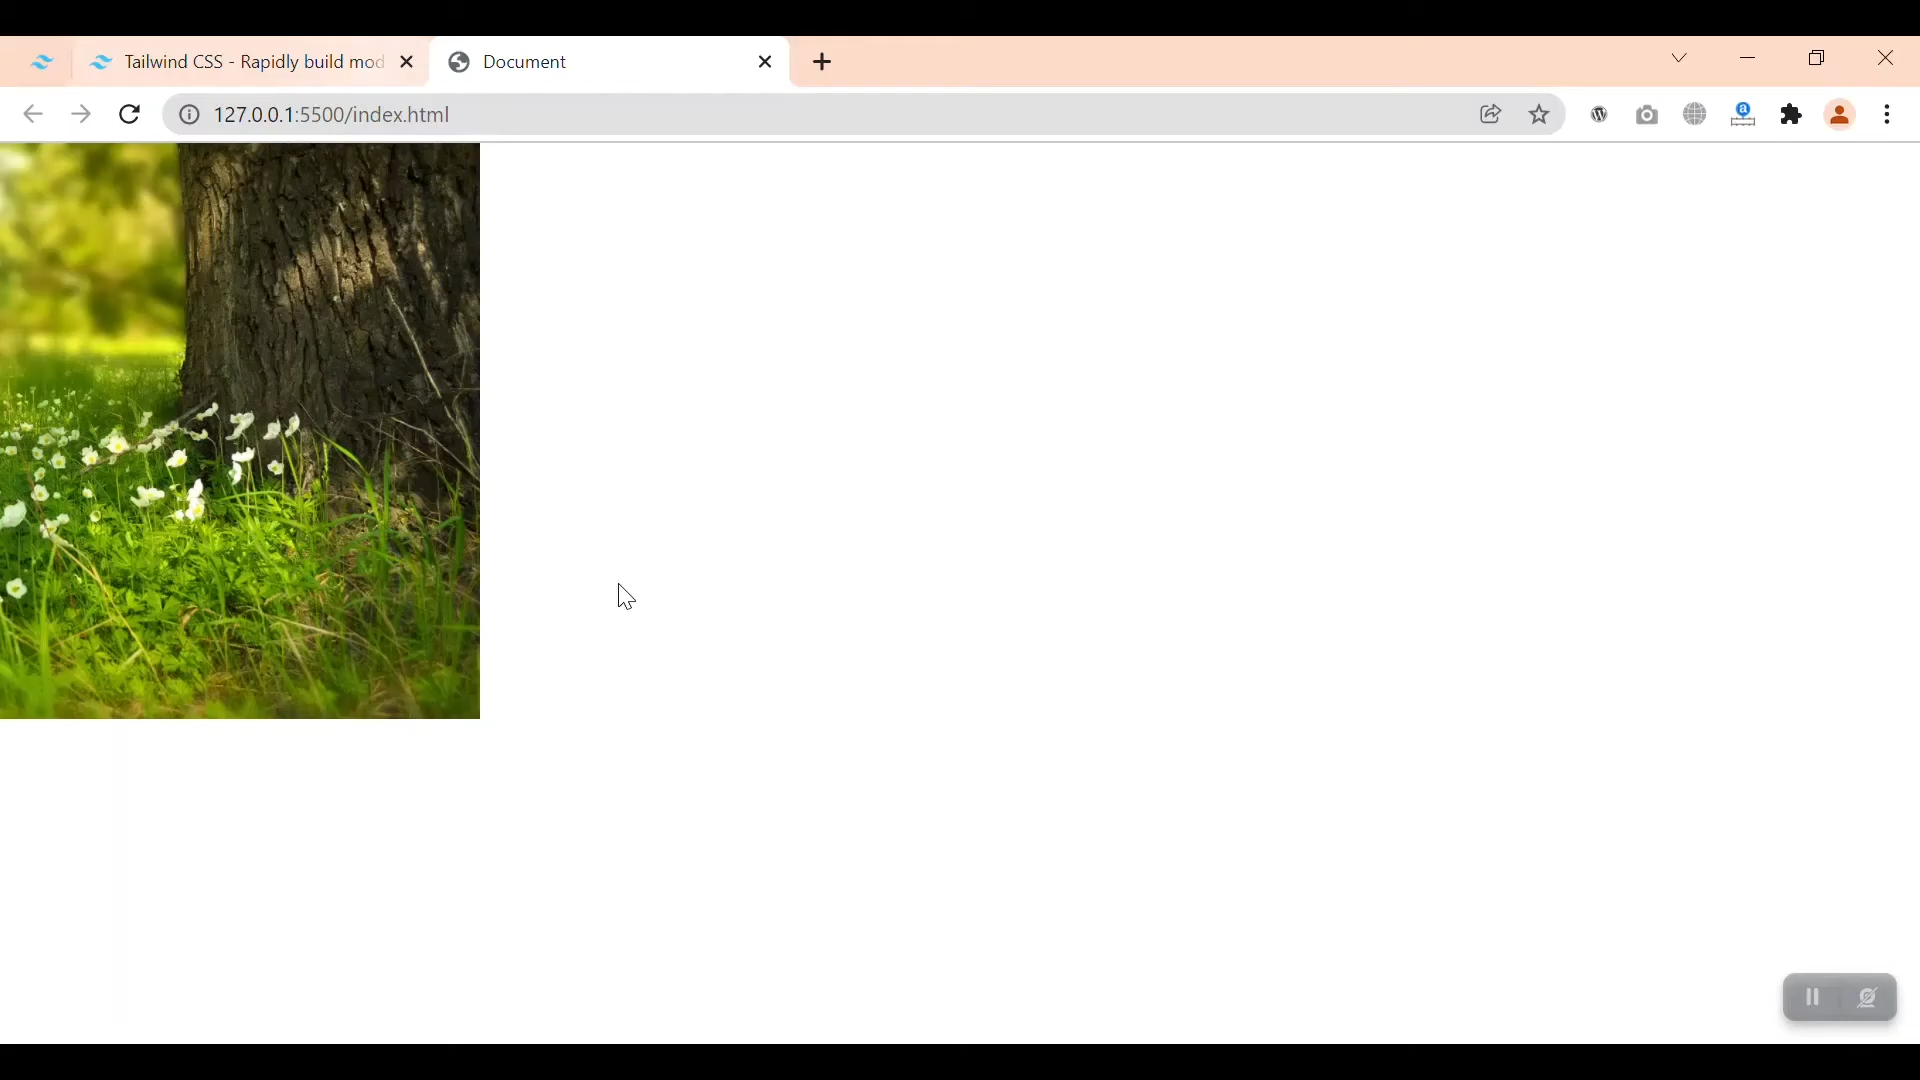 Tailwind CSS - Rapidly build mod
Document
127.0.0.1:5500/index.html